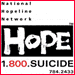 National
Hopeline
Network
HOPE
1.800.SUICIDE
784.2433